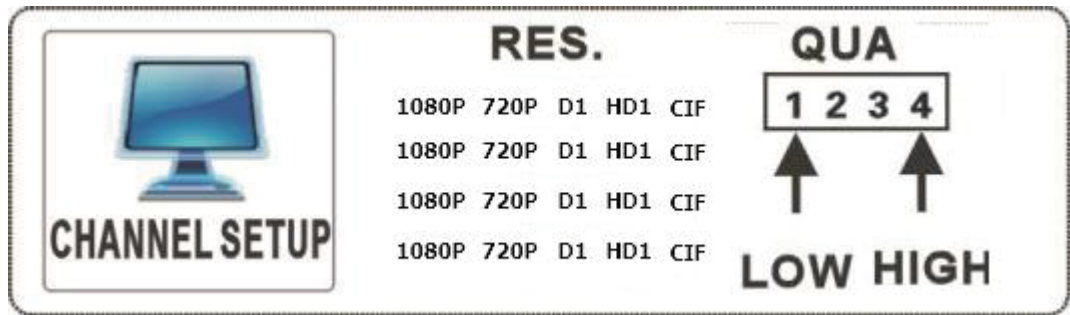 CHANNEL SETUP
RES.
1080P 720P D1 HD1 CIF
1080P 720P D1 HD1 CIF
1080P 720P D1 HD1 CIF
1080P 720P D1 HD1 CIF
QUA
1 2 3 4
LOW HIGH